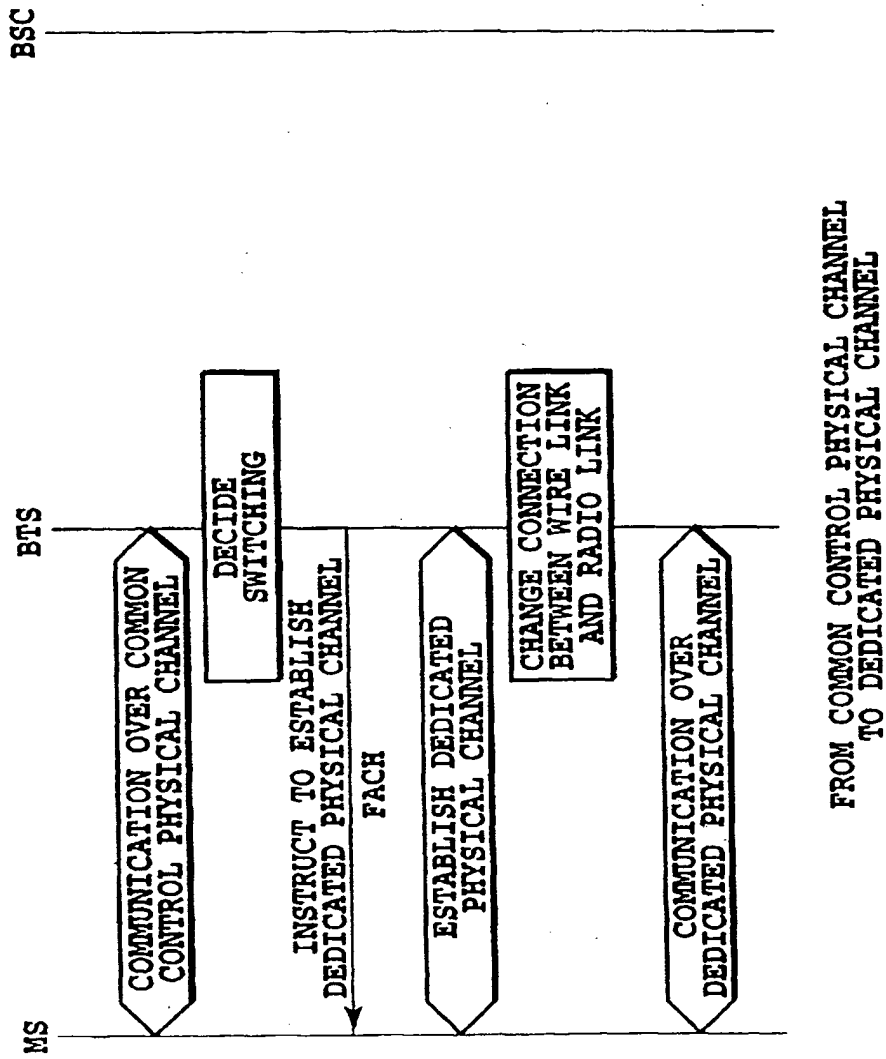 MS
BTS
BSC
COMMUNICATION OVER COMMON
CONTROL PHYSICAL CHANNEL
DECIDE
SWITCHING
INSTRUCT TO ESTABLISH
DEDICATED PHYSICAL CHANNEL
FACH
ESTABLISH DEDICATED
PHYSICAL CHANNEL
CHANGE CONNECTION
BETWEEN WIRE LINK
AND RADIO LINK
COMMUNICATION OVER
DEDICATED PHYSICAL CHANNEL
FROM COMMON CONTROL PHYSICAL CHANNEL
TO DEDICATED PHYSICAL CHANNEL